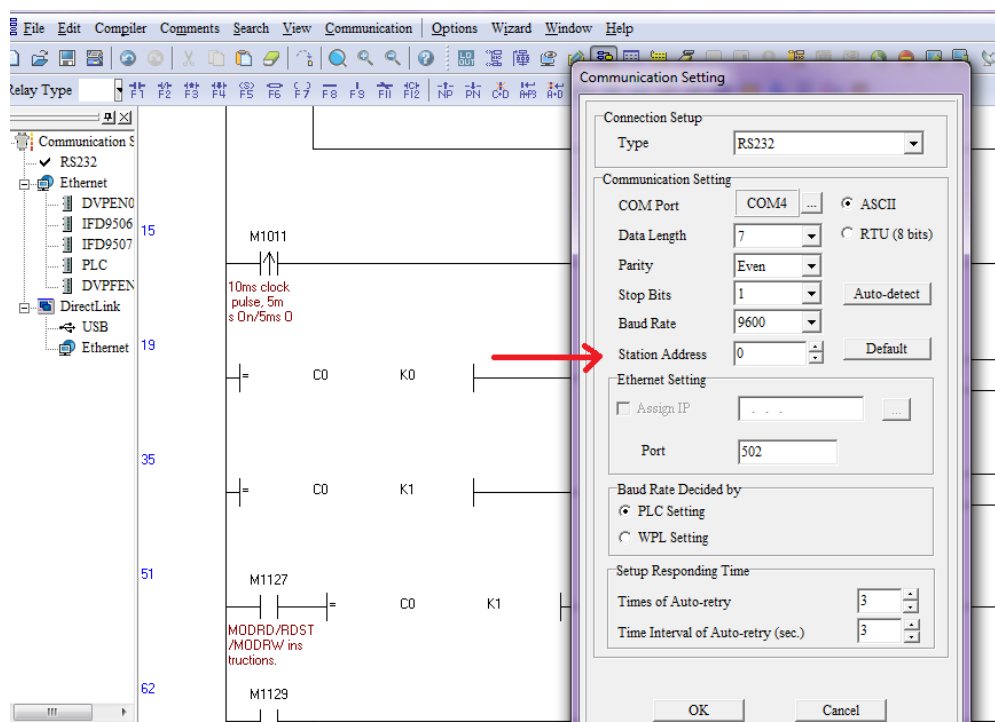 File Edit Compiler Comments Search View Communication Options Wizard Window Help
Relay Type F1 F2 F3 F4 F5 F6 F7 F8 F9 F11 F12 NP PN
Communication S
RS232
Ethernet
DVPEN0
IFD9506
IFD9507
PLC
DVPFEN
DirectLink
USB
Ethernet
15
M1011
10ms clock
pulse, 5m
s On/5ms O
19
= C0 K0
35
= C0 K1
51
M1127
= C0 K1
MODRD/RDST
/MODRW ins
tructions.
62
M1129
Communication Setting
Connection Setup
Type RS232
Communication Setting
COM Port COM4 ... ASCII
Data Length 7 RTU (8 bits)
Parity Even
Stop Bits 1 Auto-detect
Baud Rate 9600
Station Address 0 Default
Ethernet Setting
Assign IP . . . ...
Port 502
Baud Rate Decided by
PLC Setting
WPL Setting
Setup Responding Time
Times of Auto-retry 3
Time Interval of Auto-retry (sec.) 3
OK Cancel